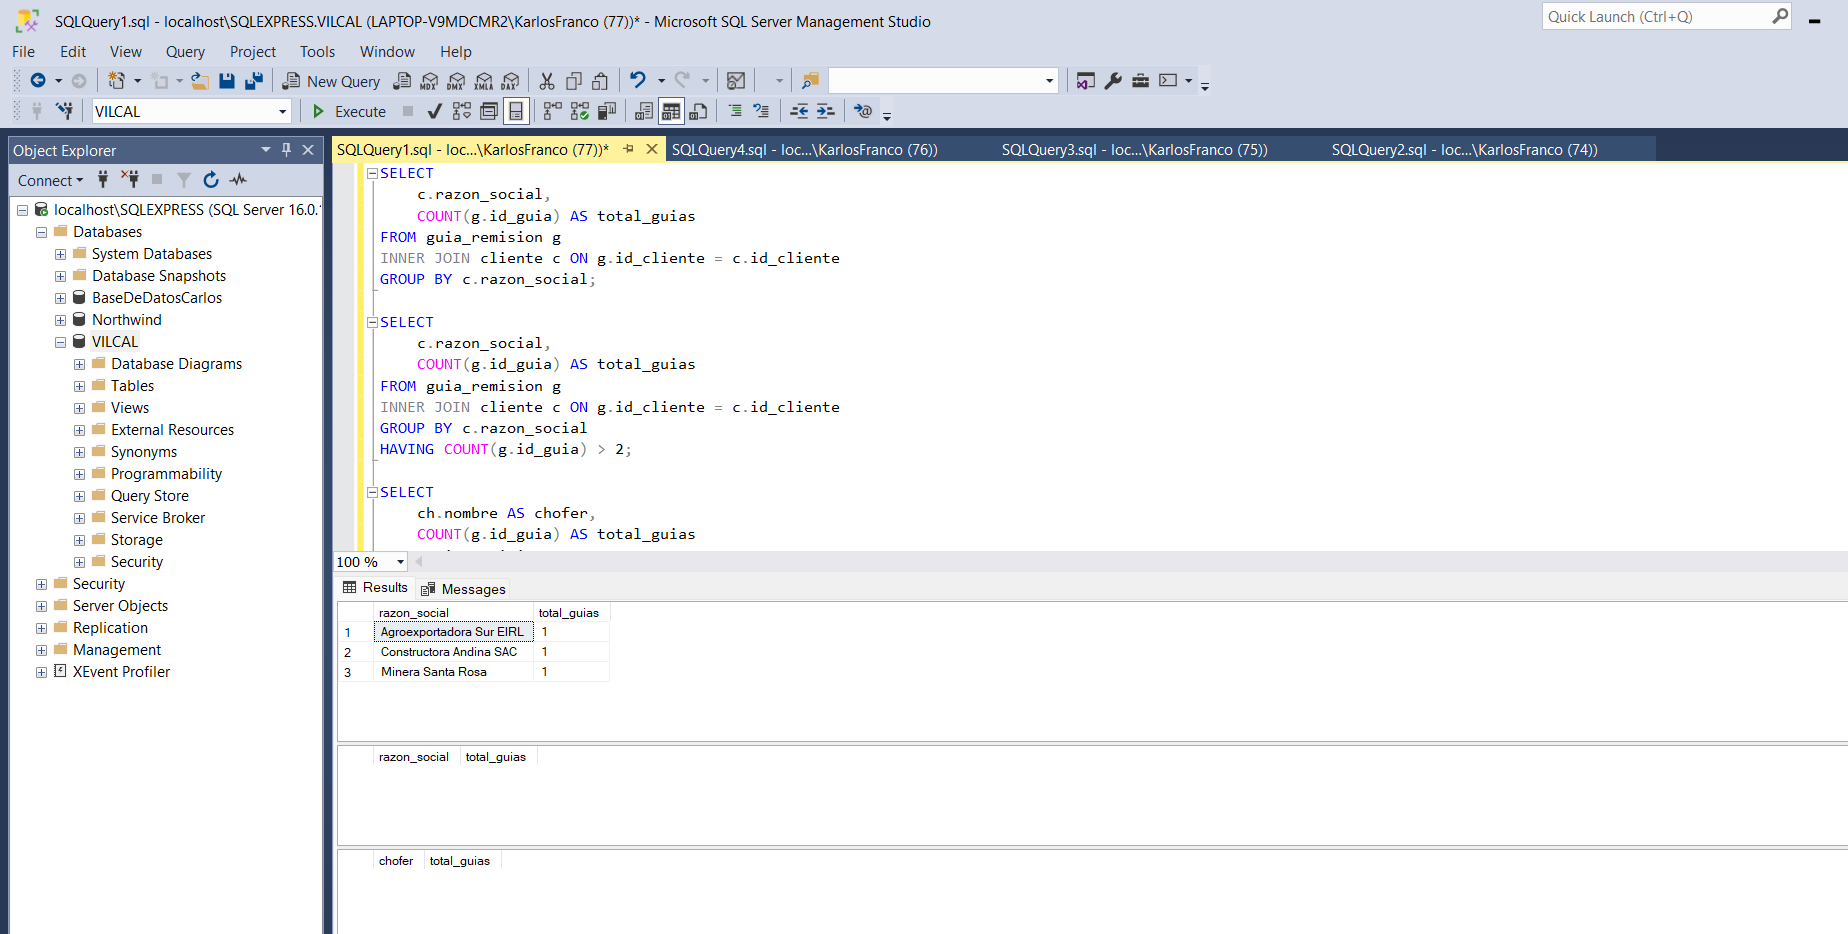 SQLQuery1.sql - localhost\SQLEXPRESS.VILCAL (LAPTOP-V9MDCMR2\KarlosFranco (77))* - Microsoft SQL Server Management Studio
Quick Launch (Ctrl+Q)
File Edit View Query Project Tools Window Help
New Query MDX DMX XMLA DAX
VILCAL Execute
Object Explorer
Connect
localhost\SQLEXPRESS (SQL Server 16.0.
Databases
System Databases
Database Snapshots
BaseDeDatosCarlos
Northwind
VILCAL
Database Diagrams
Tables
Views
External Resources
Synonyms
Programmability
Query Store
Service Broker
Storage
Security
Security
Server Objects
Replication
Management
XEvent Profiler
SQLQuery1.sql - loc...\KarlosFranco (77))* SQLQuery4.sql - loc...\KarlosFranco (76)) SQLQuery3.sql - loc...\KarlosFranco (75)) SQLQuery2.sql - loc...\KarlosFranco (74))
SELECT
c.razon_social,
COUNT(g.id_guia) AS total_guias
FROM guia_remision g
INNER JOIN cliente c ON g.id_cliente = c.id_cliente
GROUP BY c.razon_social;
SELECT
c.razon_social,
COUNT(g.id_guia) AS total_guias
FROM guia_remision g
INNER JOIN cliente c ON g.id_cliente = c.id_cliente
GROUP BY c.razon_social
HAVING COUNT(g.id_guia) > 2;
SELECT
ch.nombre AS chofer,
COUNT(g.id_guia) AS total_guias
100 %
Results Messages
razon_social total_guias
1 Agroexportadora Sur EIRL 1
2 Constructora Andina SAC 1
3 Minera Santa Rosa 1
razon_social total_guias
chofer total_guias